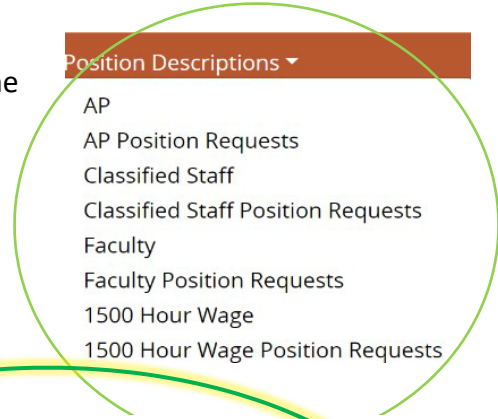 Position Descriptions
AP
AP Position Requests
Classified Staff
Classified Staff Position Requests
Faculty
Faculty Position Requests
1500 Hour Wage
1500 Hour Wage Position Requests